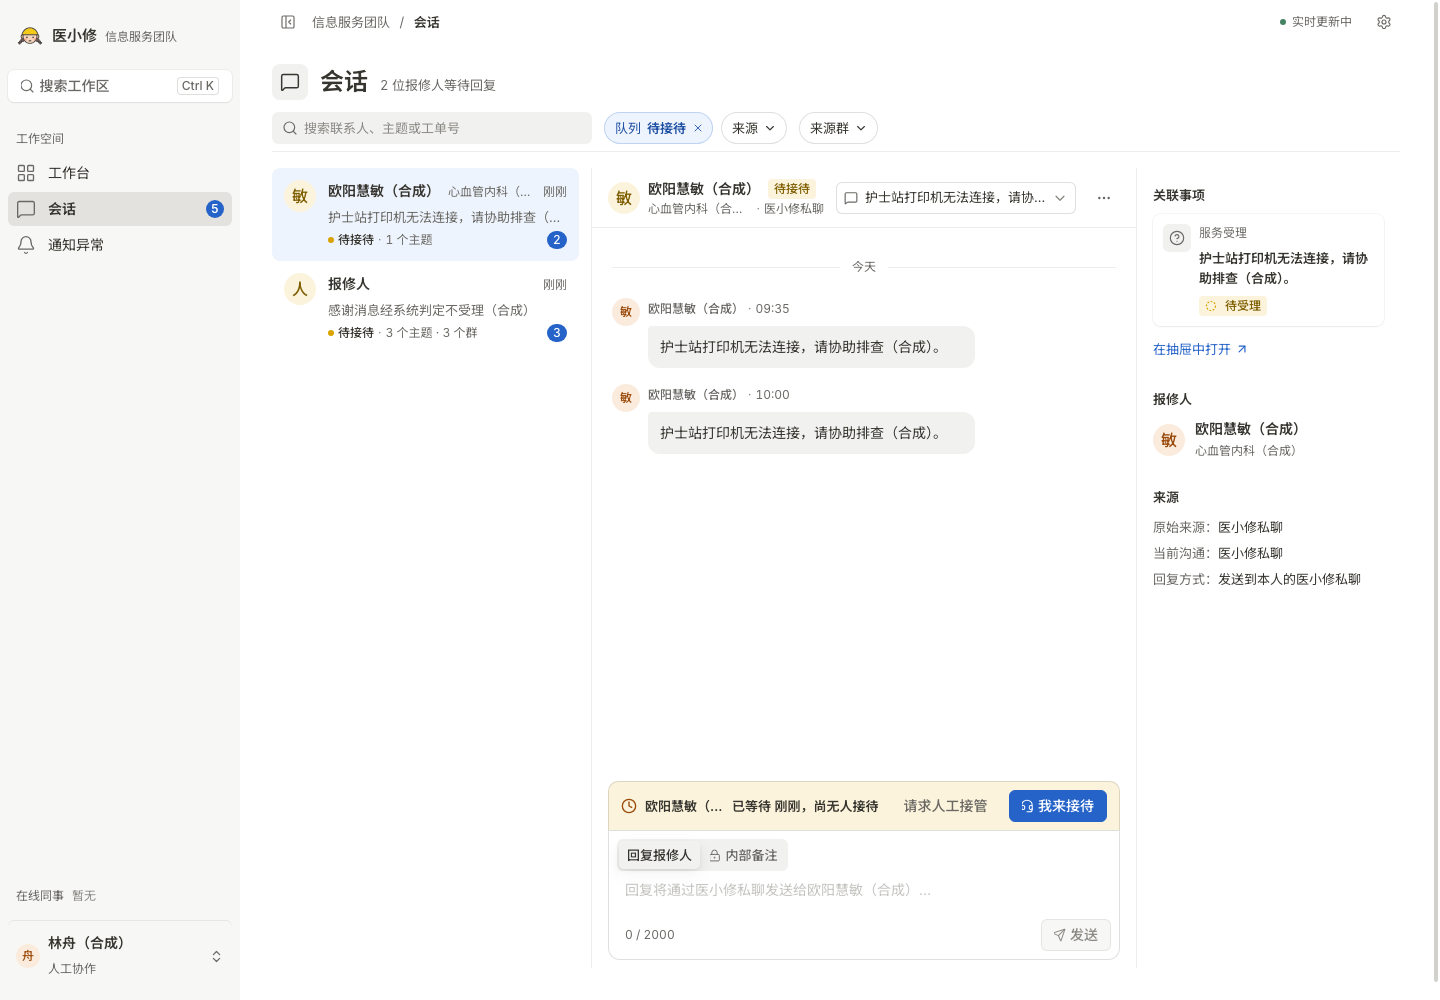 医小修 信息服务团队
搜索工作区 Ctrl K
工作空间
工作台
会话 5
通知异常
在线同事 暂无
舟 林舟（合成）
人工协作
信息服务团队 / 会话
实时更新中
会话 2 位报修人等待回复
搜索联系人、主题或工单号
队列 待接待 ×
来源
来源群
敏 欧阳慧敏（合成） 心血管内科（... 刚刚
护士站打印机无法连接，请协助排查（...
待接待 · 1 个主题 2
人 报修人 刚刚
感谢消息经系统判定不受理（合成）
待接待 · 3 个主题 · 3 个群 3
敏 欧阳慧敏（合成） 待接待
心血管内科（合... · 医小修私聊
护士站打印机无法连接，请协...
今天
敏 欧阳慧敏（合成） · 09:35
护士站打印机无法连接，请协助排查（合成）。
敏 欧阳慧敏（合成） · 10:00
护士站打印机无法连接，请协助排查（合成）。
欧阳慧敏（... 已等待 刚刚，尚无人接待 请求人工接管 我来接待
回复报修人 内部备注
回复将通过医小修私聊发送给欧阳慧敏（合成）...
0 / 2000 发送
关联事项
服务受理
护士站打印机无法连接，请协
助排查（合成）。
待受理
在抽屉中打开
报修人
敏 欧阳慧敏（合成）
心血管内科（合成）
来源
原始来源：医小修私聊
当前沟通：医小修私聊
回复方式：发送到本人的医小修私聊